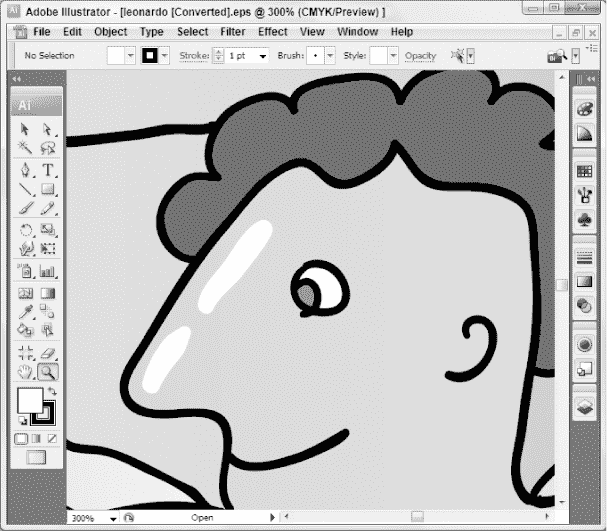 Adobe Illustrator - [leonardo [Converted].eps @ 300% (CMYK/Preview) ]
File Edit Object Type Select Filter Effect View Window Help
No Selection Stroke: 1 pt Brush: Style: Opacity
Ai
T
300% Open